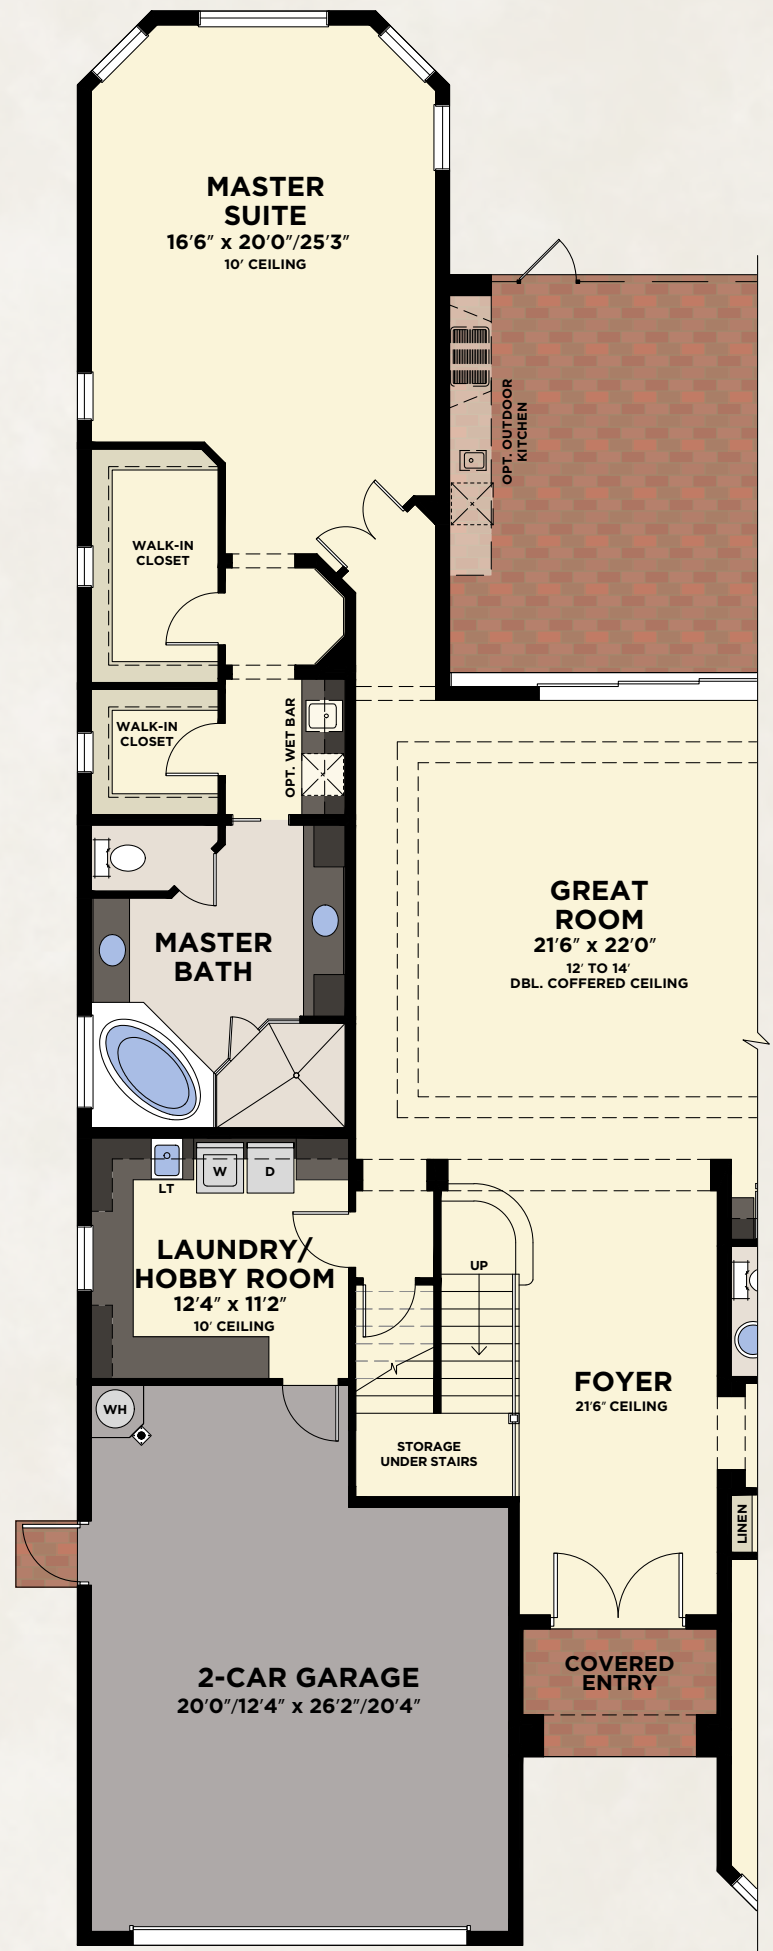 MASTER
SUITE
16'6" x 20'0"/25'3"
10' CEILING
OPT. OUTDOOR
KITCHEN
WALK-IN
CLOSET
WALK-IN
CLOSET
OPT. WET BAR
GREAT
ROOM
21'6" x 22'0"
12' TO 14'
DBL. COFFERED CEILING
MASTER
BATH
LT
W
D
LAUNDRY/
HOBBY ROOM
12'4" x 11'2"
10' CEILING
UP
FOYER
21'6" CEILING
WH
STORAGE
UNDER STAIRS
LINEN
2-CAR GARAGE
20'0"/12'4" x 26'2"/20'4"
COVERED
ENTRY